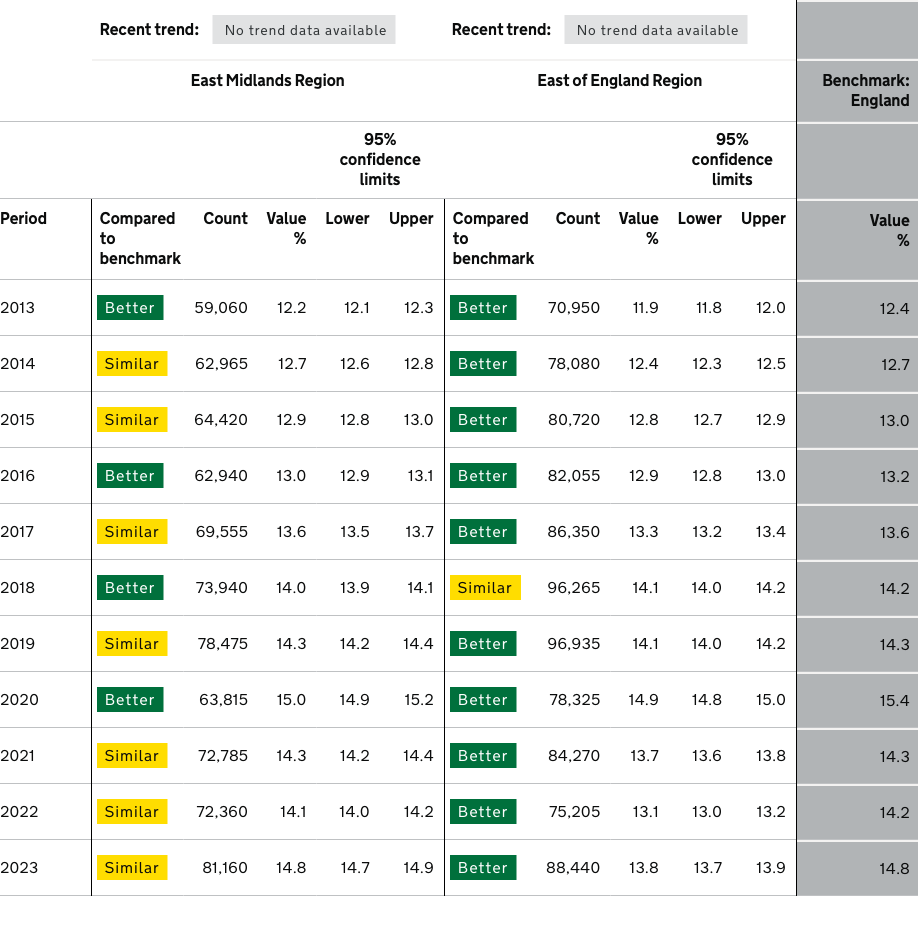 Recent trend: No trend data available Recent trend: No trend data available
East Midlands Region East of England Region Benchmark: England
95% confidence limits 95% confidence limits
Period Compared to benchmark Count Value % Lower Upper Compared to benchmark Count Value % Lower Upper Value %
2013 Better 59,060 12.2 12.1 12.3 Better 70,950 11.9 11.8 12.0 12.4
2014 Similar 62,965 12.7 12.6 12.8 Better 78,080 12.4 12.3 12.5 12.7
2015 Similar 64,420 12.9 12.8 13.0 Better 80,720 12.8 12.7 12.9 13.0
2016 Better 62,940 13.0 12.9 13.1 Better 82,055 12.9 12.8 13.0 13.2
2017 Similar 69,555 13.6 13.5 13.7 Better 86,350 13.3 13.2 13.4 13.6
2018 Better 73,940 14.0 13.9 14.1 Similar 96,265 14.1 14.0 14.2 14.2
2019 Similar 78,475 14.3 14.2 14.4 Better 96,935 14.1 14.0 14.2 14.3
2020 Better 63,815 15.0 14.9 15.2 Better 78,325 14.9 14.8 15.0 15.4
2021 Similar 72,785 14.3 14.2 14.4 Better 84,270 13.7 13.6 13.8 14.3
2022 Similar 72,360 14.1 14.0 14.2 Better 75,205 13.1 13.0 13.2 14.2
2023 Similar 81,160 14.8 14.7 14.9 Better 88,440 13.8 13.7 13.9 14.8